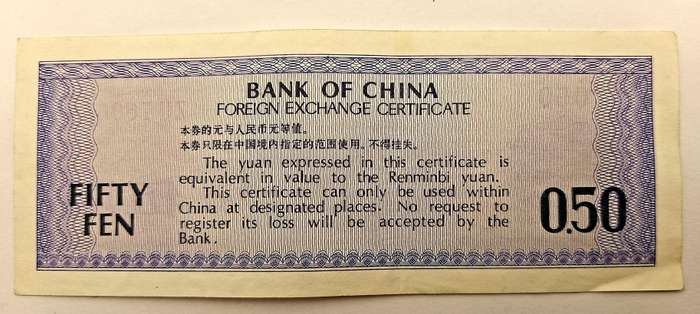 BANK OF CHINA
FOREIGN EXCHANGE CERTIFICATE
本券的元与人民币元等值。
本券只限在中国境内指定的范围使用。不得挂失。
The yuan expressed in this certificate is
equivalent in value to the Renminbi yuan.
This certificate can only be used within
China at designated places. No request to
register its loss will be accepted by the
Bank.
FIFTY
FEN
0.50